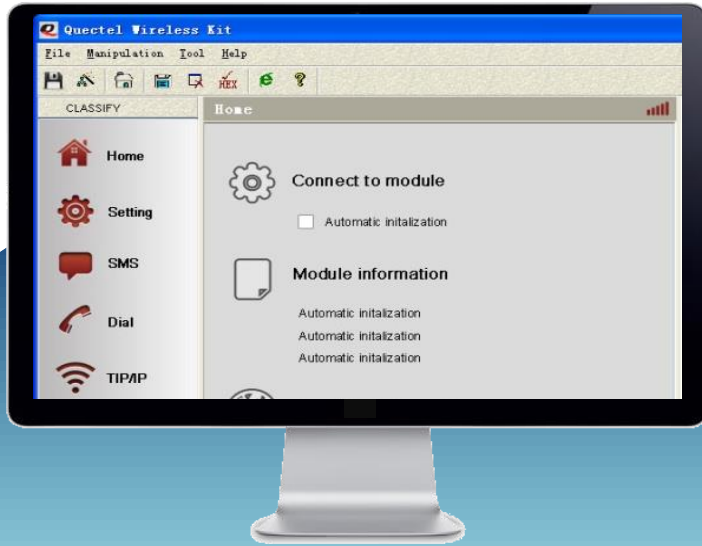 Quectel Wireless Kit
File Manipulation Tool Help
HEX
CLASSIFY
Home
Home
Setting
SMS
Dial
TIP/IP
Connect to module
Automatic initalization
Module information
Automatic initalization
Automatic initalization
Automatic initalization